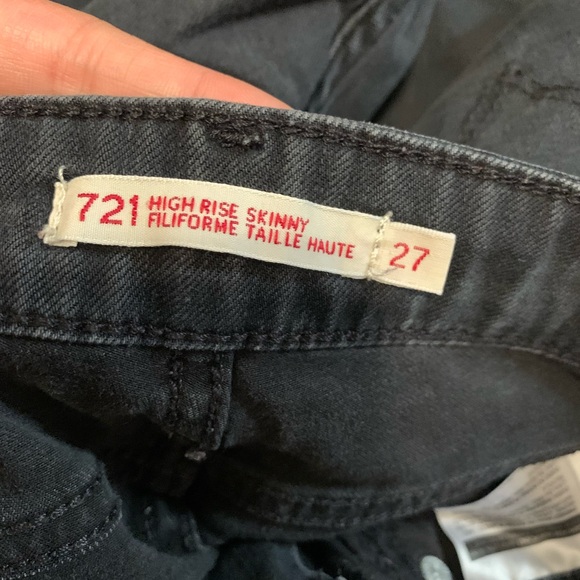 721 HIGH RISE SKINNY
FILIFORME TAILLE HAUTE
27